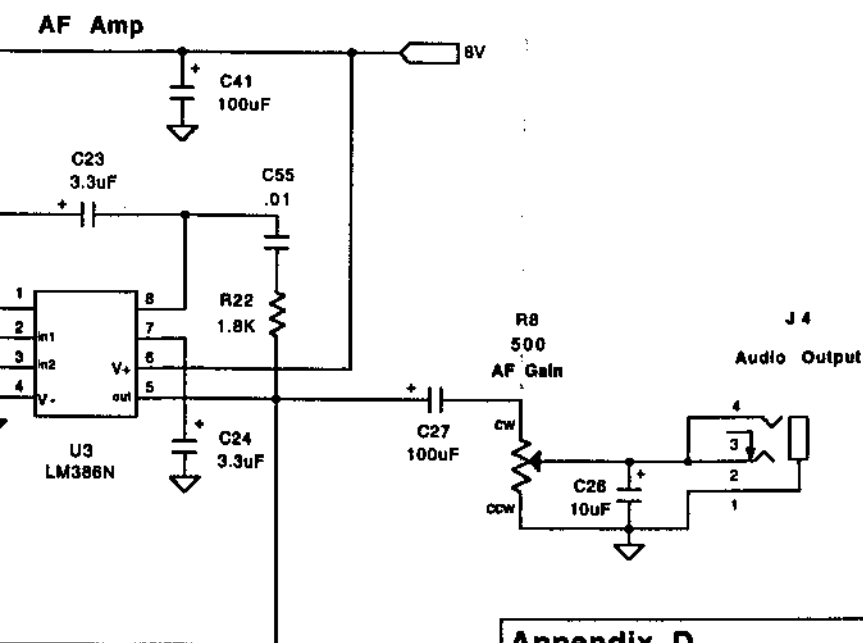 AF Amp
8V
+
C41
100uF
C23
3.3uF
+
C55
.01
R22
1.8K
1
2
3
4
in1
in2
V-
V+
out
8
7
6
5
U3
LM386N
+
C24
3.3uF
+
C27
100uF
R8
500
AF Gain
CW
CCW
+
C26
10uF
J4
Audio Output
4
3
2
1
Appendix D